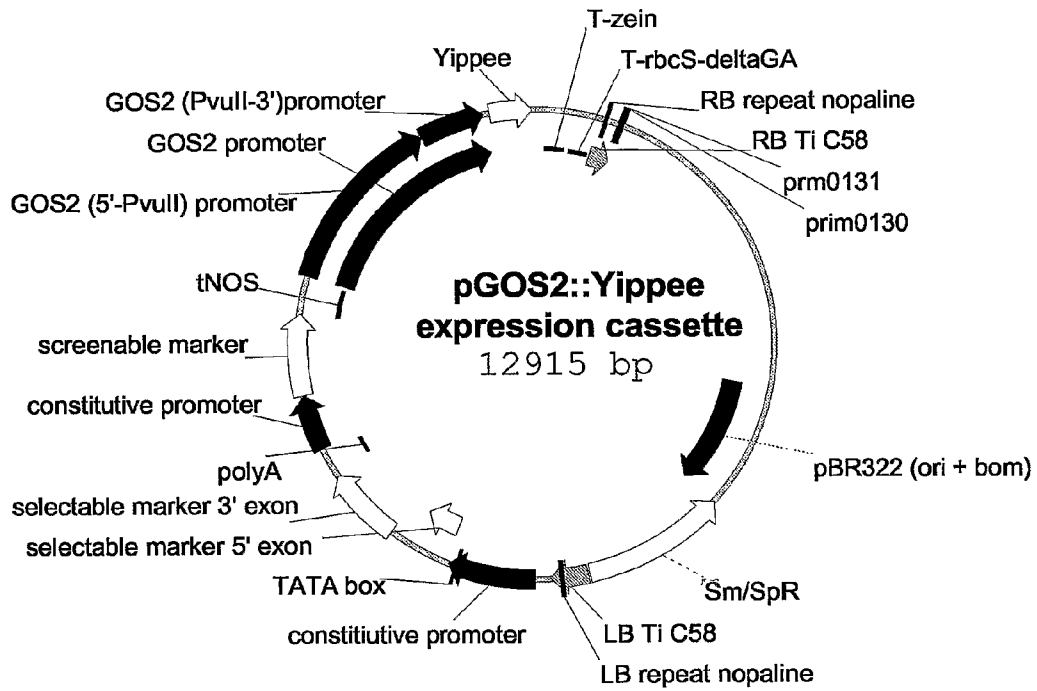 T-zein
Yippee
T-rbcS-deltaGA
GOS2 (PvuII-3')promoter
RB repeat nopaline
GOS2 promoter
RB Ti C58
GOS2 (5'-PvuII) promoter
prm0131
prim0130
tNOS
pGOS2::Yippee
expression cassette
12915 bp
screenable marker
constitutive promoter
polyA
pBR322 (ori + bom)
selectable marker 3' exon
selectable marker 5' exon
TATA box
Sm/SpR
constitiutive promoter
LB Ti C58
LB repeat nopaline